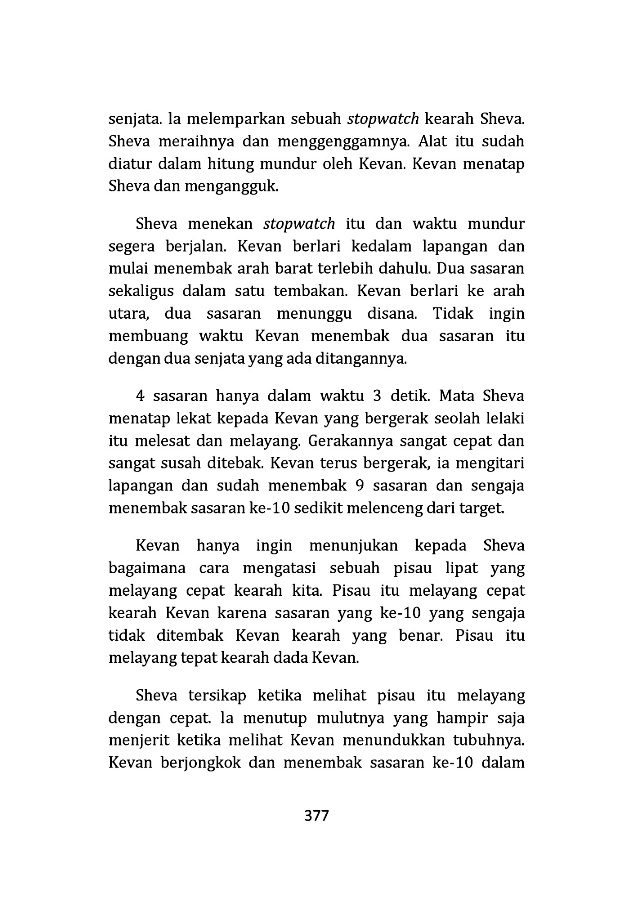 senjata. Ia melemparkan sebuah stopwatch kearah Sheva.
Sheva meraihnya dan menggenggamnya. Alat itu sudah
diatur dalam hitung mundur oleh Kevan. Kevan menatap
Sheva dan mengangguk.
Sheva menekan stopwatch itu dan waktu mundur
segera berjalan. Kevan berlari kedalam lapangan dan
mulai menembak arah barat terlebih dahulu. Dua sasaran
sekaligus dalam satu tembakan. Kevan berlari ke arah
utara, dua sasaran menunggu disana. Tidak ingin
membuang waktu Kevan menembak dua sasaran itu
dengan dua senjata yang ada ditangannya.
4 sasaran hanya dalam waktu 3 detik. Mata Sheva
menatap lekat kepada Kevan yang bergerak seolah lelaki
itu melesat dan melayang. Gerakannya sangat cepat dan
sangat susah ditebak. Kevan terus bergerak, ia mengitari
lapangan dan sudah menembak 9 sasaran dan sengaja
menembak sasaran ke-10 sedikit melenceng dari target.
Kevan hanya ingin menunjukan kepada Sheva
bagaimana cara mengatasi sebuah pisau lipat yang
melayang cepat kearah kita. Pisau itu melayang cepat
kearah Kevan karena sasaran yang ke-10 yang sengaja
tidak ditembak Kevan kearah yang benar. Pisau itu
melayang tepat kearah dada Kevan.
Sheva tersikap ketika melihat pisau itu melayang
dengan cepat. Ia menutup mulutnya yang hampir saja
menjerit ketika melihat Kevan menundukkan tubuhnya.
Kevan berjongkok dan menembak sasaran ke-10 dalam
377